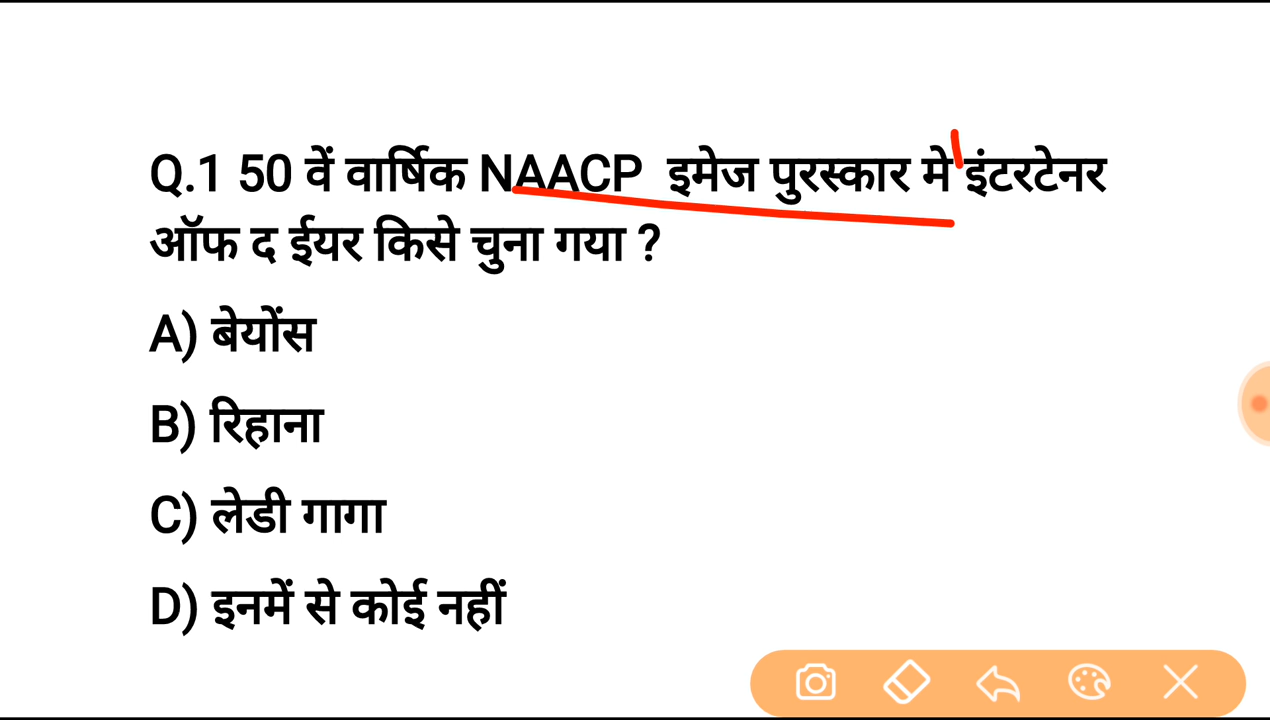 Q.1 50 वें वार्षिक NAACP इमेज पुरस्कार मे इंटरटेनर
ऑफ द ईयर किसे चुना गया ?
A) बेयोंस
B) रिहाना
C) लेडी गागा
D) इनमें से कोई नहीं